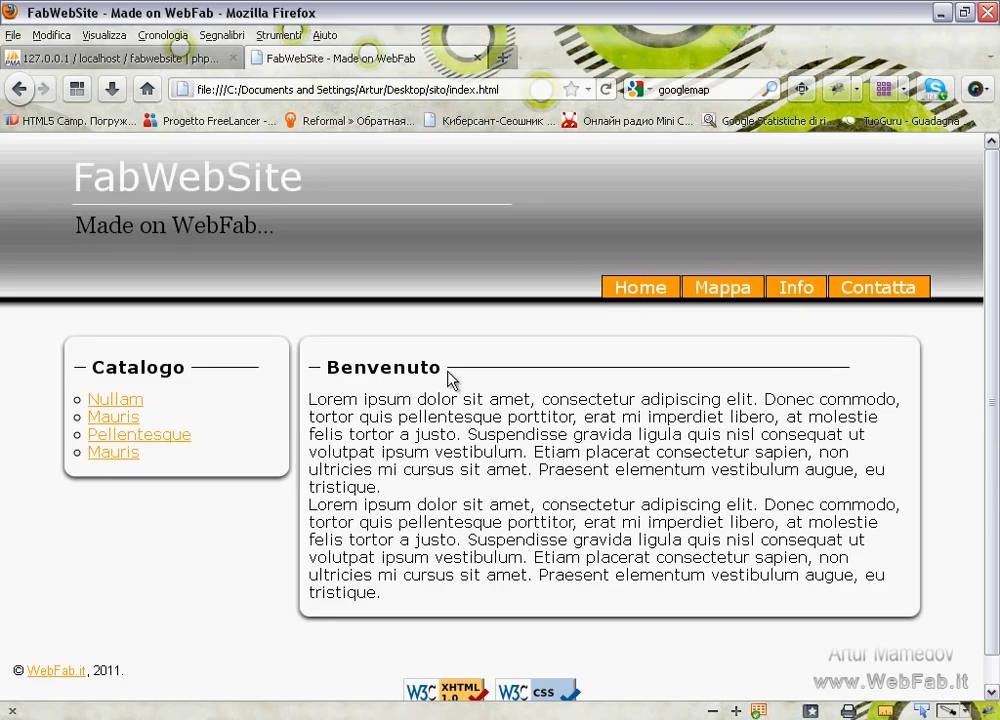 FabWebSite - Made on WebFab - Mozilla Firefox
File Modifica Visualizza Cronologia Segnalibri Strumenti Aiuto
127.0.0.1 / localhost / fabwebsite | php... FabWebSite - Made on WebFab
file:///C:/Documents and Settings/Artur/Desktop/sito/index.html googlemap
HTML5 Camp. Погруж... Progetto FreeLancer -... Reformal » Обратная... Киберсант-Сеошник ... Онлайн радио Mini C... Google Statistiche di ri... TuoGuru - Guadagna
FabWebSite
Made on WebFab...
Home Mappa Info Contatta
Catalogo
Nullam
Mauris
Pellentesque
Mauris
Benvenuto
Lorem ipsum dolor sit amet, consectetur adipiscing elit. Donec commodo,
tortor quis pellentesque porttitor, erat mi imperdiet libero, at molestie
felis tortor a justo. Suspendisse gravida ligula quis nisl consequat ut
volutpat ipsum vestibulum. Etiam placerat consectetur sapien, non
ultricies mi cursus sit amet. Praesent elementum vestibulum augue, eu
tristique.
Lorem ipsum dolor sit amet, consectetur adipiscing elit. Donec commodo,
tortor quis pellentesque porttitor, erat mi imperdiet libero, at molestie
felis tortor a justo. Suspendisse gravida ligula quis nisl consequat ut
volutpat ipsum vestibulum. Etiam placerat consectetur sapien, non
ultricies mi cursus sit amet. Praesent elementum vestibulum augue, eu
tristique.
© WebFab.it, 2011.
W3C XHTML 1.0 W3C css
Artur Mamedov
www.WebFab.it